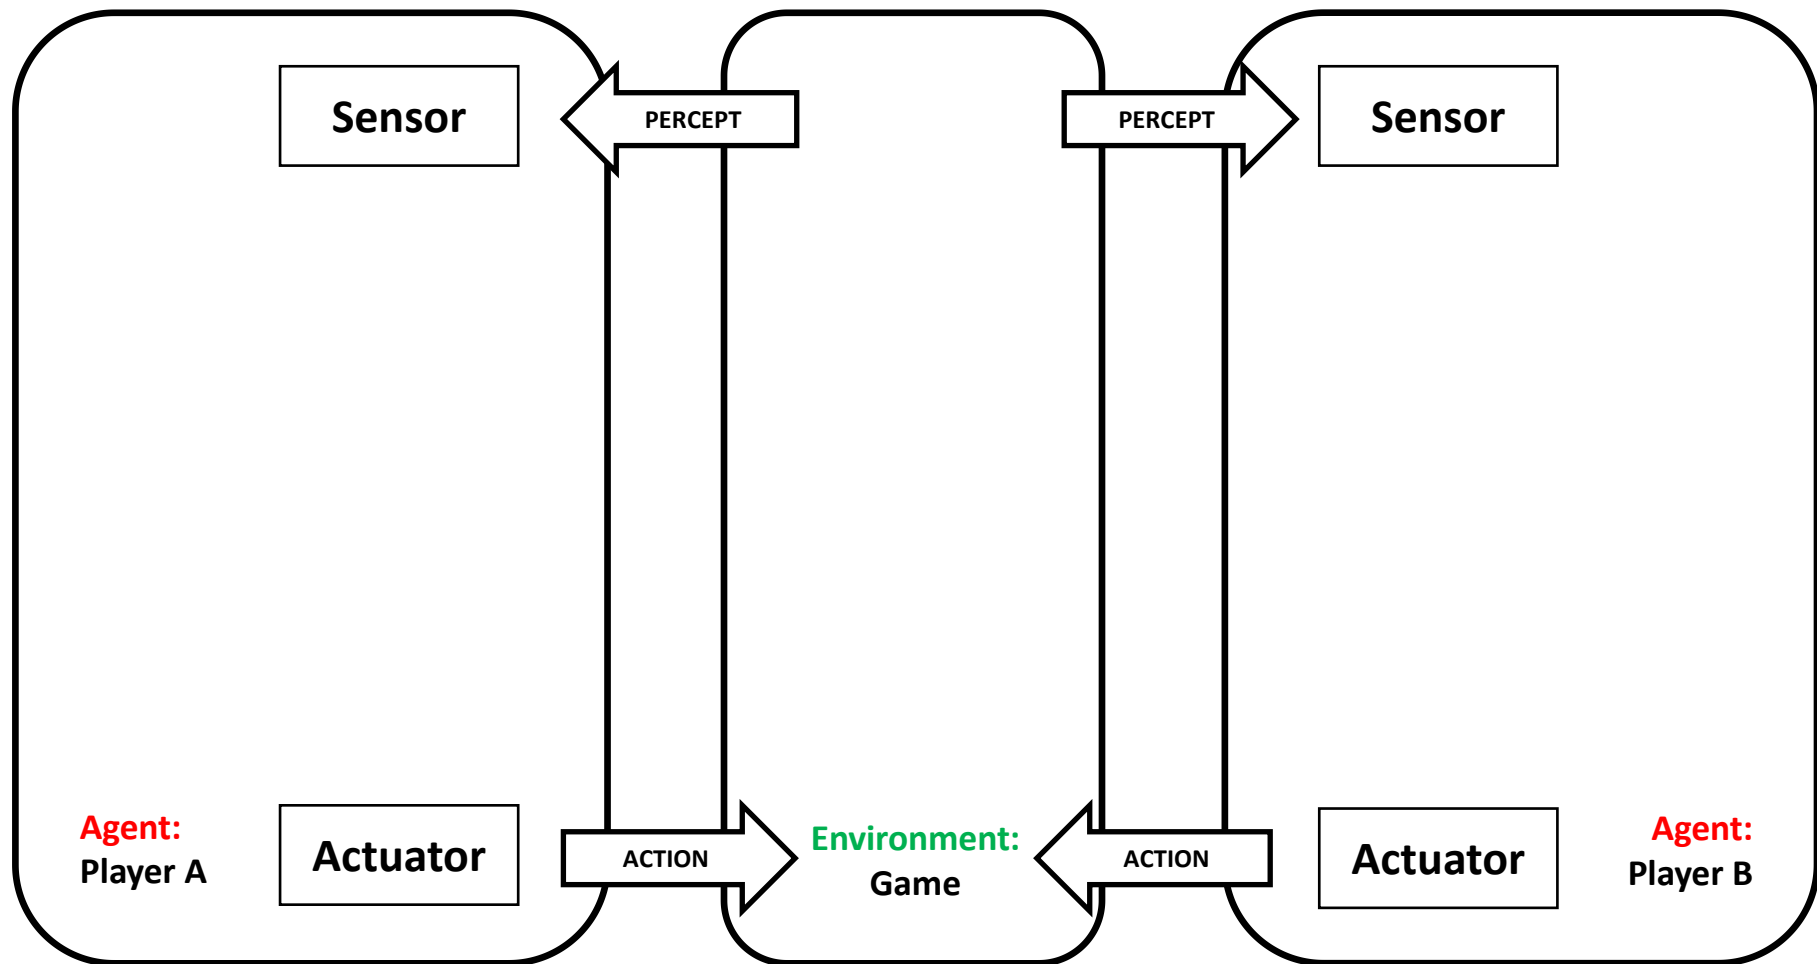 Sensor
PERCEPT
PERCEPT
Sensor
Agent:
Player A
Actuator
ACTION
Environment:
Game
ACTION
Actuator
Agent:
Player B